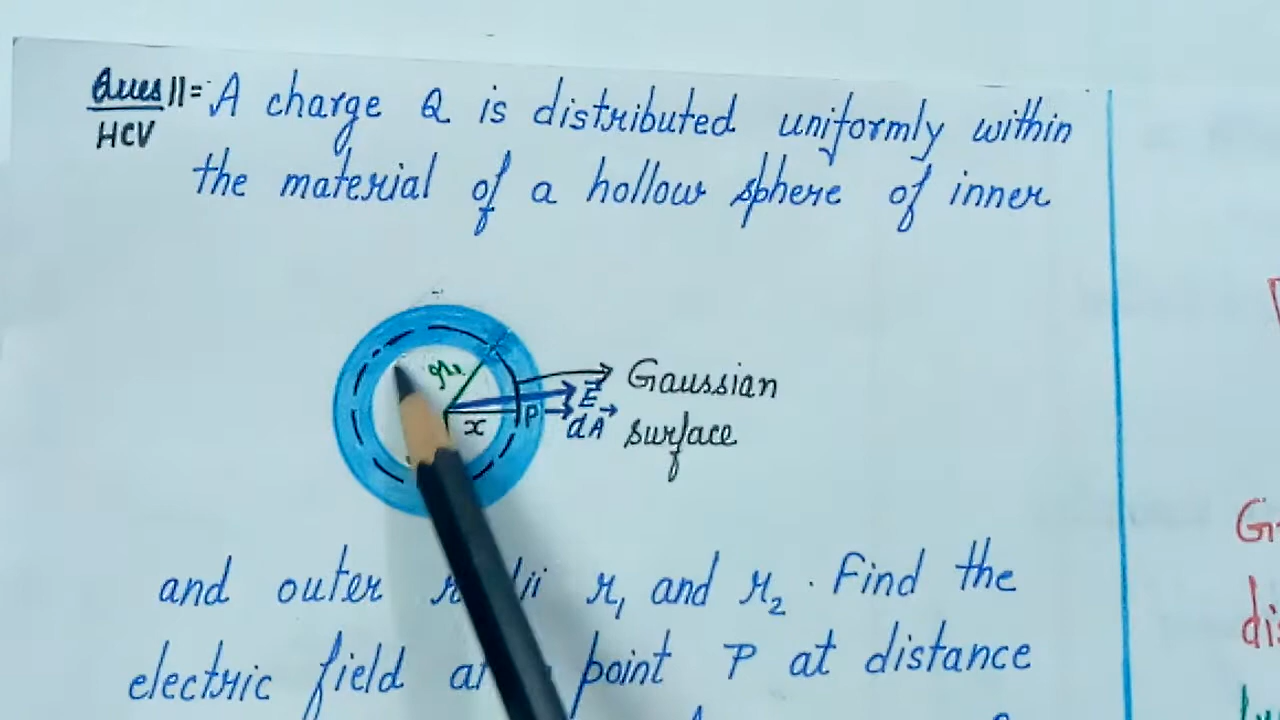 Ques 11 = A charge Q is distributed uniformly within
HCV
the material of a hollow sphere of inner
r₁
Gaussian
surface
E
P
dA
x
and outer r₁ and r₂. Find the
electric field point P at distance